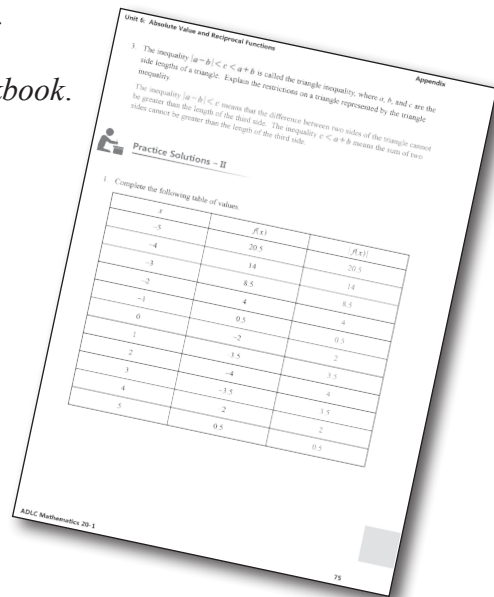 kbook.
Unit 6: Absolute Value and Reciprocal Functions
Appendix
3. The inequality |a−b| < c < a+b is called the triangle inequality, where a, b, and c are the
side lengths of a triangle. Explain the restrictions on a triangle represented by the triangle
inequality.
The inequality |a−b| < c means that the difference between two sides of the triangle cannot
be greater than the length of the third side. The inequality c < a+b means the sum of two
sides cannot be greater than the length of the third side.
Practice Solutions – II
1. Complete the following table of values.
x f(x) |f(x)|
−5 20.5 20.5
−4 14 14
−3 8.5 8.5
−2 4 4
−1 0.5 0.5
0 −2 2
1 −3.5 3.5
2 −4 4
3 −3.5 3.5
4 2 2
5 0.5 0.5
ADLC Mathematics 20-1
75